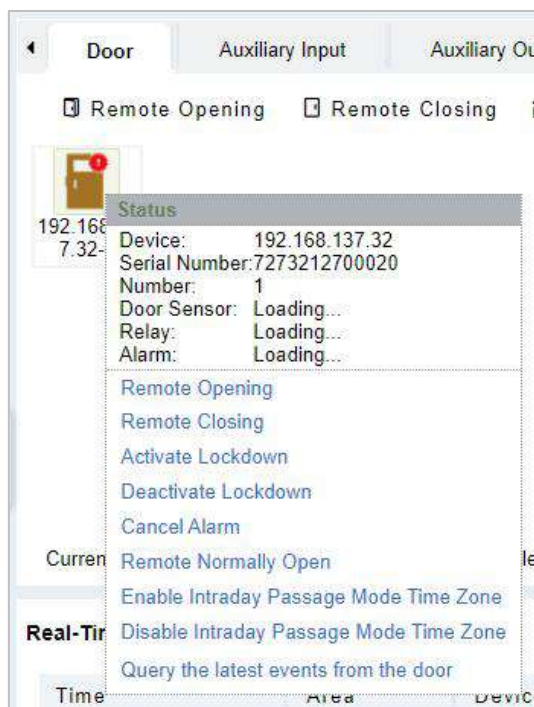 Door Auxiliary Input Auxiliary Ou
Remote Opening Remote Closing
192.168
7.32-
Status
Device: 192.168.137.32
Serial Number:7273212700020
Number: 1
Door Sensor: Loading...
Relay: Loading...
Alarm: Loading...
Remote Opening
Remote Closing
Activate Lockdown
Deactivate Lockdown
Cancel Alarm
Curren Remote Normally Open
Enable Intraday Passage Mode Time Zone
Real-Tir Disable Intraday Passage Mode Time Zone
Query the latest events from the door
Time Area Devic